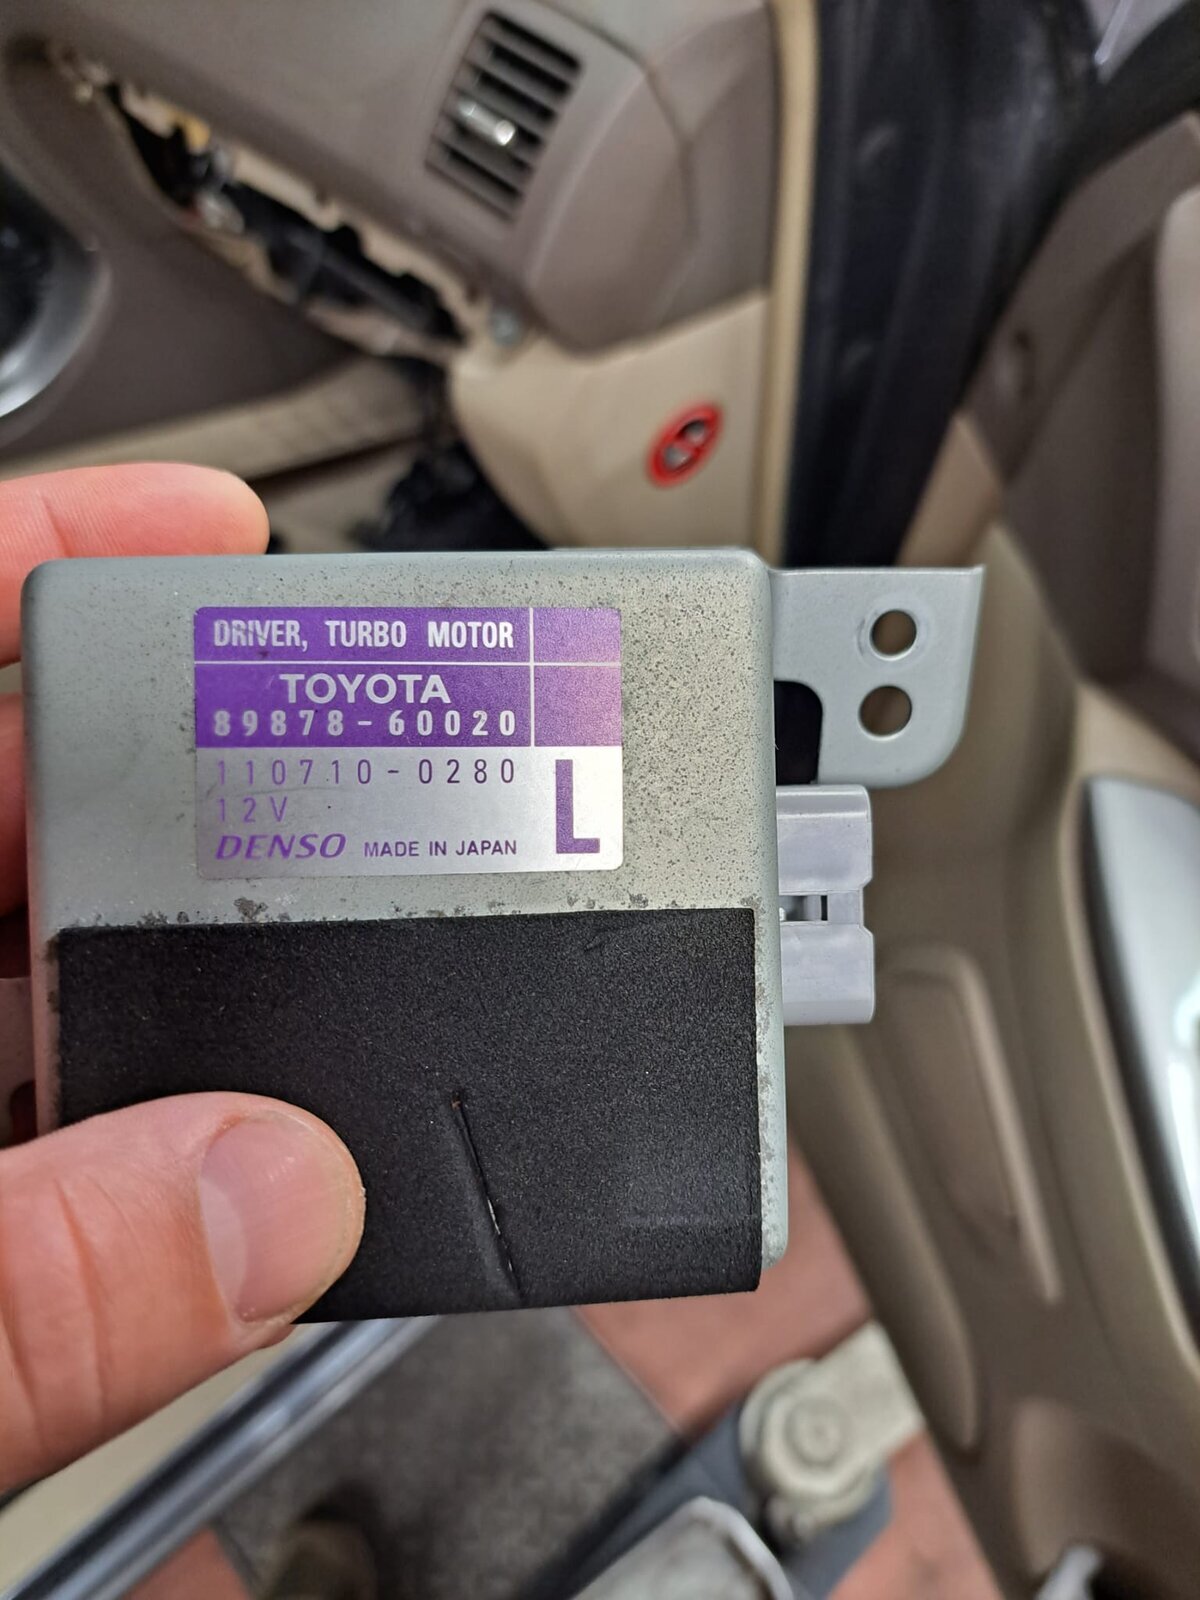 DRIVER, TURBO MOTOR
TOYOTA
89878-60020
110710-0280
12V
L
DENSO MADE IN JAPAN